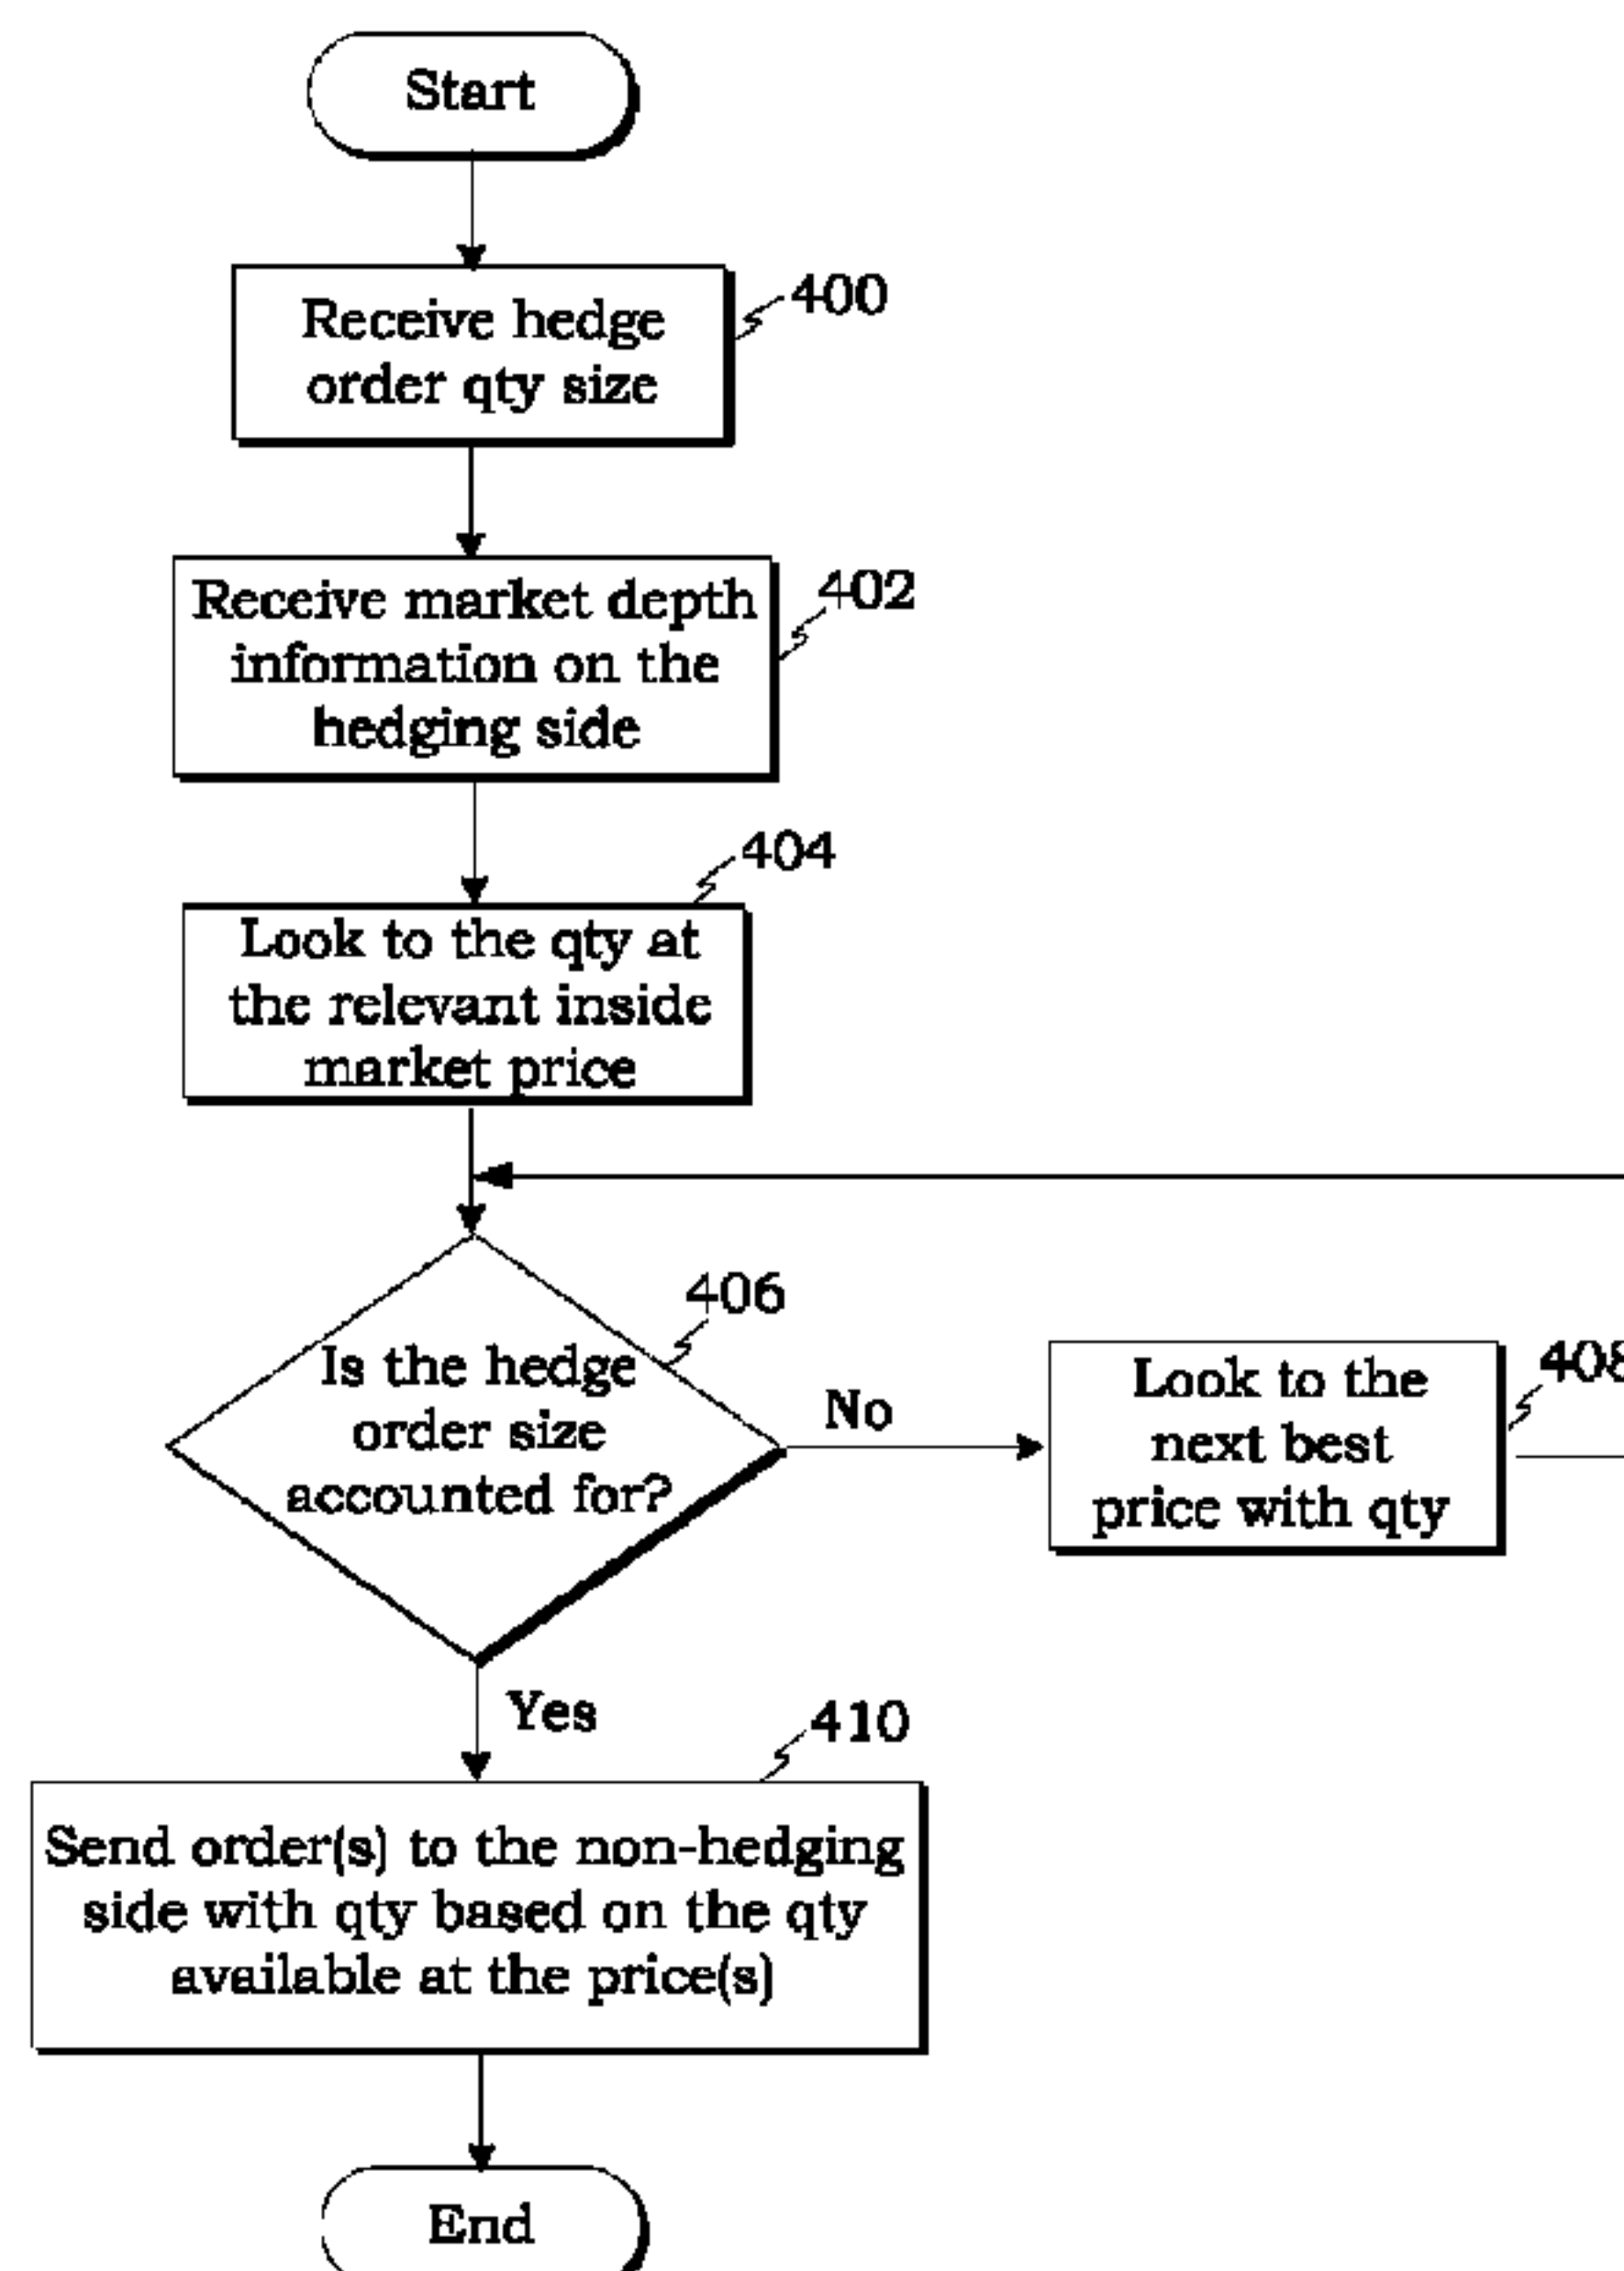 Start
Receive hedge
order qty size
400
Receive market depth
information on the
hedging side
402
404
Look to the qty at
the relevant inside
market price
406
Is the hedge
order size
accounted for?
No
Look to the
next best
price with qty
408
Yes
410
Send order(s) to the non-hedging
side with qty based on the qty
available at the price(s)
End